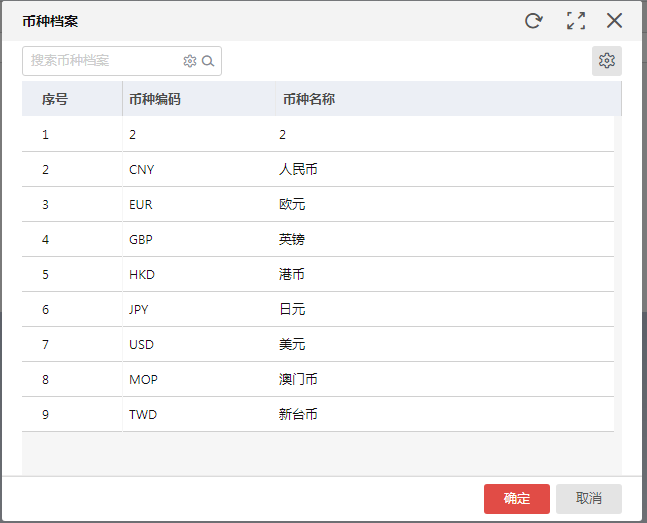 币种档案
搜索币种档案
序号 币种编码 币种名称
1 2 2
2 CNY 人民币
3 EUR 欧元
4 GBP 英镑
5 HKD 港币
6 JPY 日元
7 USD 美元
8 MOP 澳门币
9 TWD 新台币
确定 取消